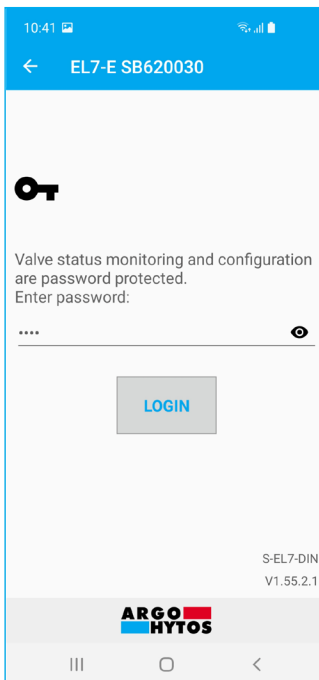 10:41
EL7-E SB620030
Valve status monitoring and configuration
are password protected.
Enter password:
••••
LOGIN
S-EL7-DIN
V1.55.2.1
ARGO
HYTOS